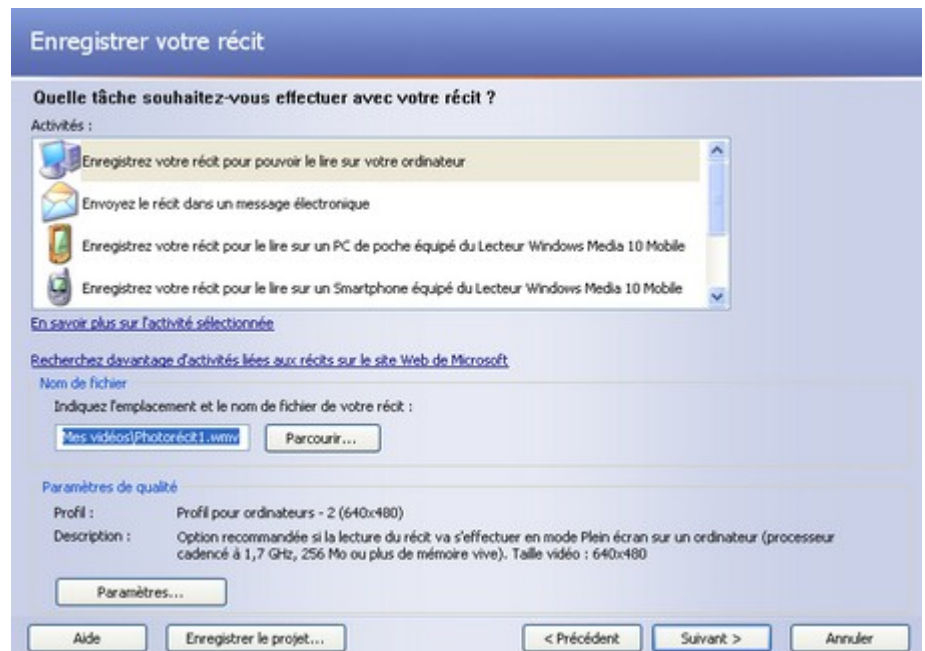 Enregistrer votre récit
Quelle tâche souhaitez-vous effectuer avec votre récit ?
Activités :
Enregistrez votre récit pour pouvoir le lire sur votre ordinateur
Envoyez le récit dans un message électronique
Enregistrez votre récit pour le lire sur un PC de poche équipé du Lecteur Windows Media 10 Mobile
Enregistrez votre récit pour le lire sur un Smartphone équipé du Lecteur Windows Media 10 Mobile
En savoir plus sur l'activité sélectionnée
Recherchez davantage d'activités liées aux récits sur le site Web de Microsoft
Nom de fichier
Indiquez l'emplacement et le nom de fichier de votre récit :
Mes vidéos\Photorécit1.wmv
Parcourir...
Paramètres de qualité
Profil : Profil pour ordinateurs - 2 (640x480)
Description : Option recommandée si la lecture du récit va s'effectuer en mode Plein écran sur un ordinateur (processeur
cadencé à 1,7 GHz, 256 Mo ou plus de mémoire vive). Taille vidéo : 640x480
Paramètres...
Aide Enregistrer le projet... < Précédent Suivant > Annuler